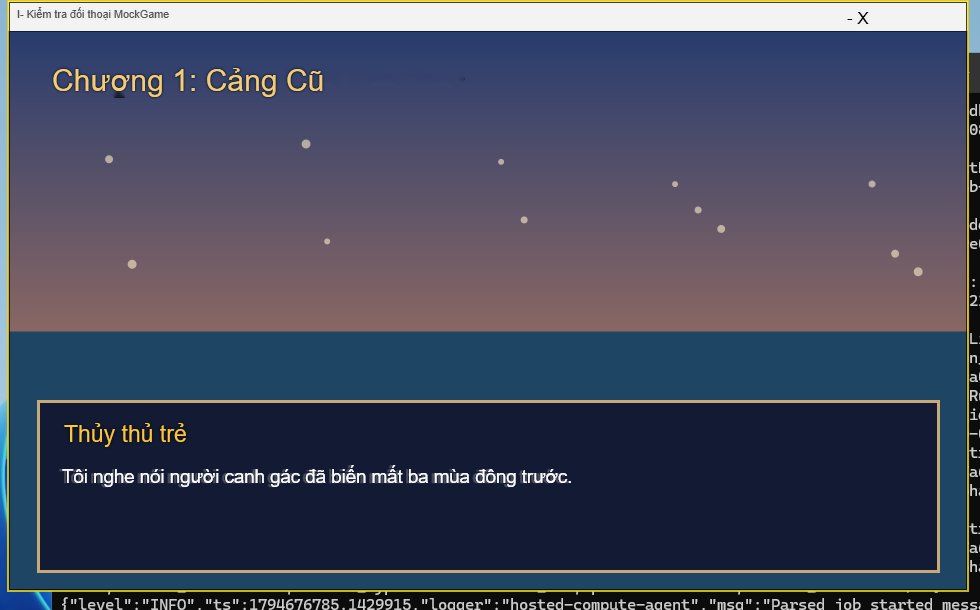 I- Kiểm tra đối thoại MockGame
- X
Chương 1: Cảng Cũ
Thủy thủ trẻ
Tôi nghe nói người canh gác đã biến mất ba mùa đông trước.
{"level":"INFO","ts":1794676785.1429915,"logger":"hosted-compute-agent","msg":"Parsed job started mes